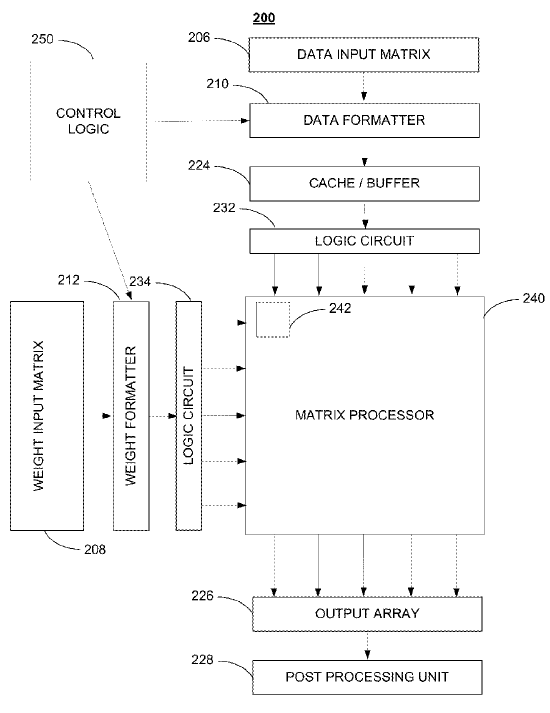 200
250
206
DATA INPUT MATRIX
210
CONTROL
LOGIC
DATA FORMATTER
224
CACHE / BUFFER
232
LOGIC CIRCUIT
212
234
242
240
WEIGHT INPUT MATRIX
WEIGHT FORMATTER
LOGIC CIRCUIT
MATRIX PROCESSOR
208
226
OUTPUT ARRAY
228
POST PROCESSING UNIT